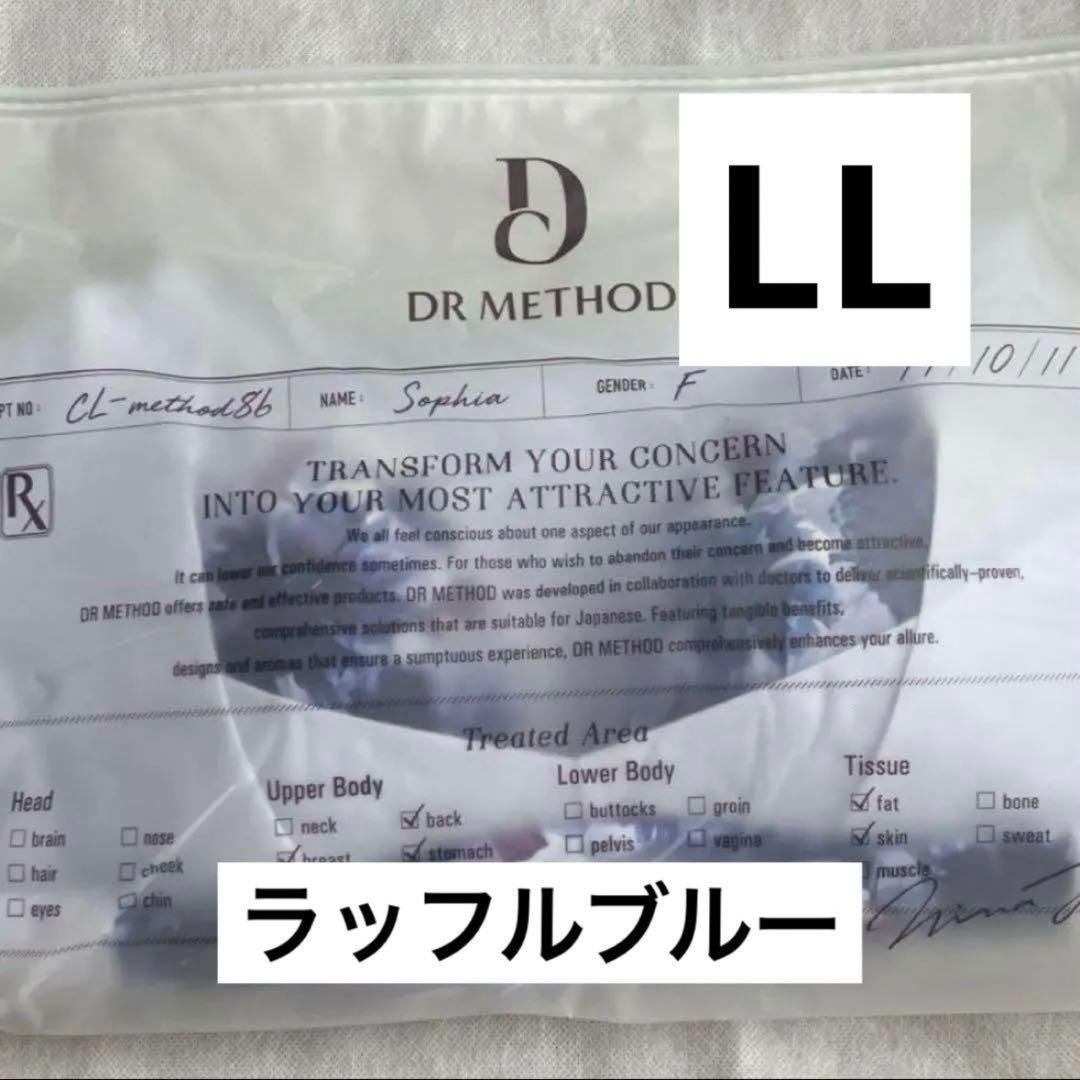 DC
DR METHOD
LL
PT NO: CL-method86 NAME: Sophia GENDER: F DATE: 10/11
Rx
TRANSFORM YOUR CONCERN
INTO YOUR MOST ATTRACTIVE FEATURE.
We all feel conscious about one aspect of our appearance.
It can lower our confidence sometimes. For those who wish to abandon their concern and become attractive,
DR METHOD offers safe and effective products. DR METHOD was developed in collaboration with doctors to deliver scientifically-proven,
comprehensive solutions that are suitable for Japanese. Featuring tangible benefits,
designs and aromas that ensure a sumptuous experience, DR METHOD comprehensively enhances your allure.
Treated Area
Head
brain nose
hair cheek
eyes chin
Upper Body
neck back
breast stomach
Lower Body
buttocks groin
pelvis vagina
Tissue
fat bone
skin sweat
muscle
ラッフルブルー